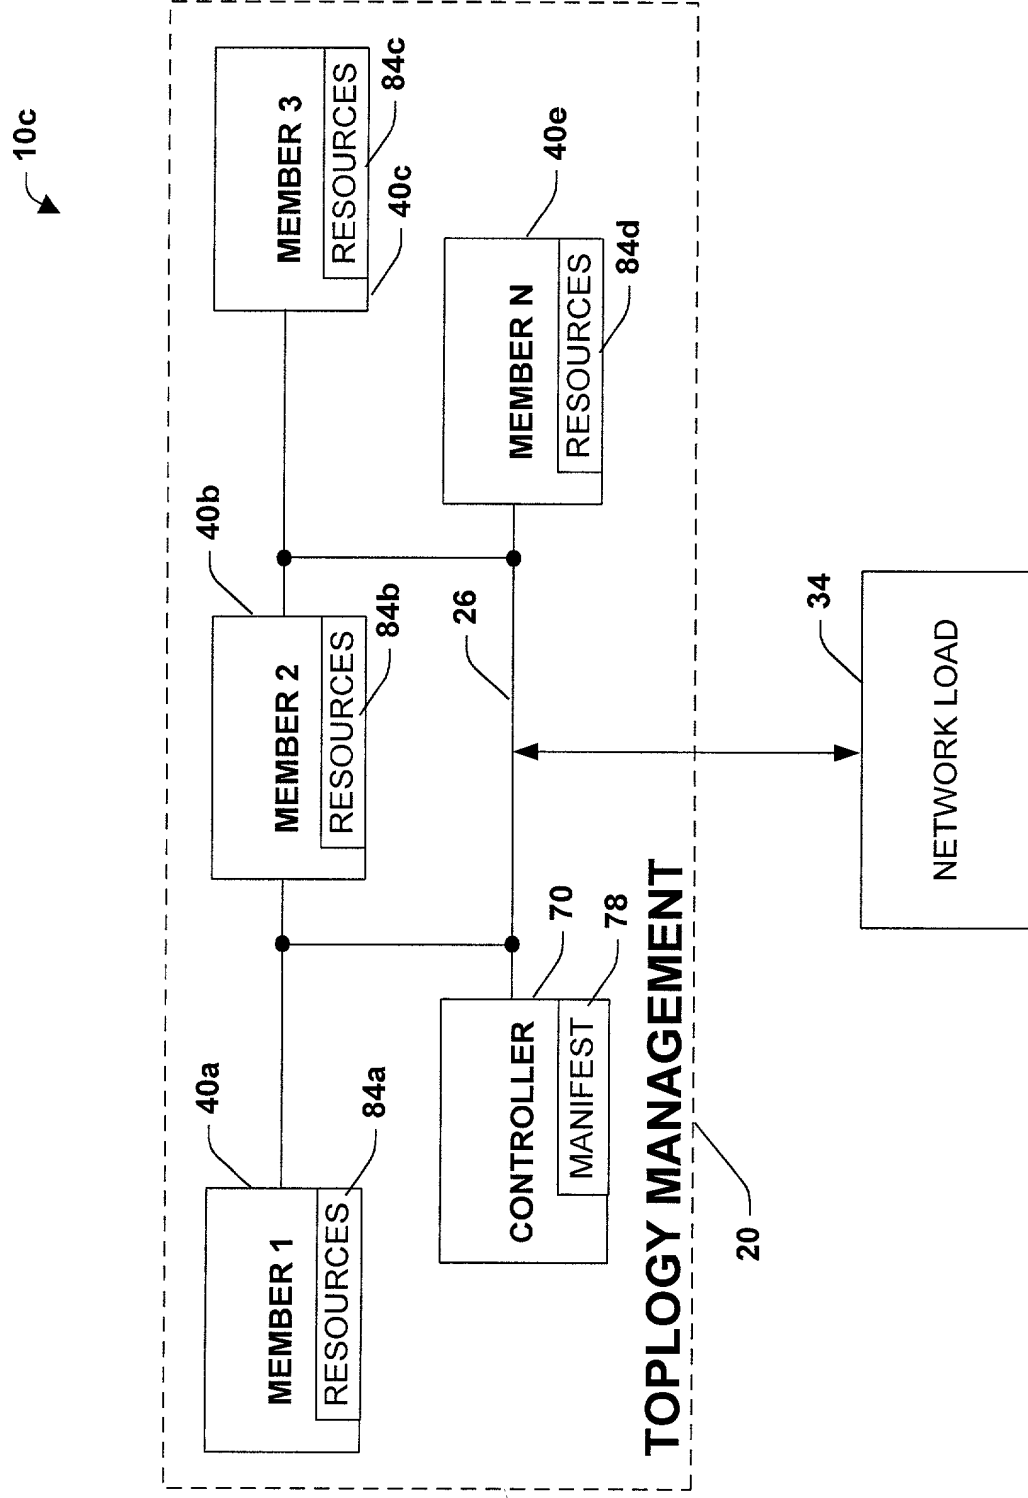 10c
MEMBER 1
RESOURCES
40a
84a
MEMBER 2
RESOURCES
40b
84b
MEMBER 3
RESOURCES
84c
40c
CONTROLLER
MANIFEST
70
78
26
MEMBER N
RESOURCES
40e
84d
TOPLOGY MANAGEMENT
20
34
NETWORK LOAD